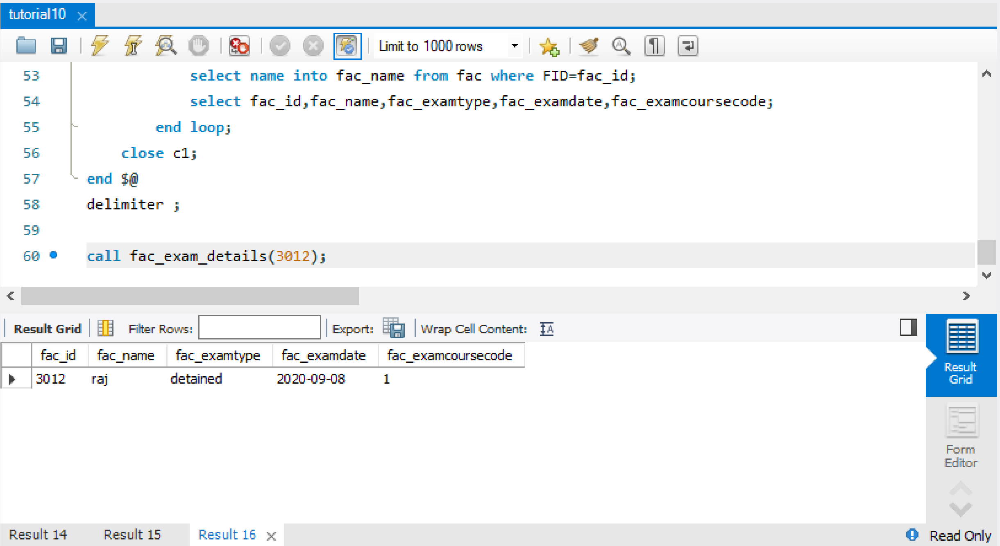 tutorial10
Limit to 1000 rows
53 select name into fac_name from fac where FID=fac_id;
54 select fac_id,fac_name,fac_examtype,fac_examdate,fac_examcoursecode;
55 end loop;
56 close c1;
57 end $@
58 delimiter ;
59
60 call fac_exam_details(3012);
Result Grid Filter Rows: Export: Wrap Cell Content:
fac_id fac_name fac_examtype fac_examdate fac_examcoursecode
3012 raj detained 2020-09-08 1
Result
Grid
Form
Editor
Result 14 Result 15 Result 16 Read Only